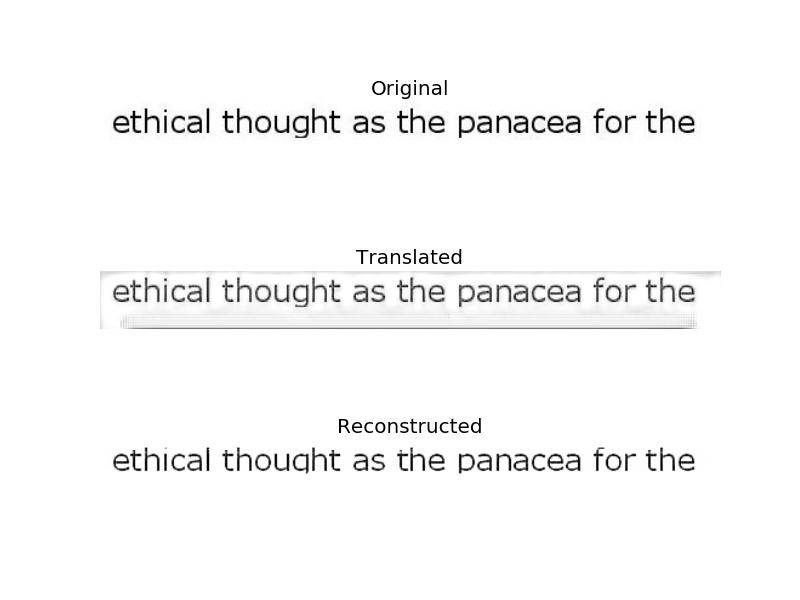 Original
ethical thought as the panacea for the
Translated
ethical thought as the panacea for the
Reconstructed
ethical thought as the panacea for the